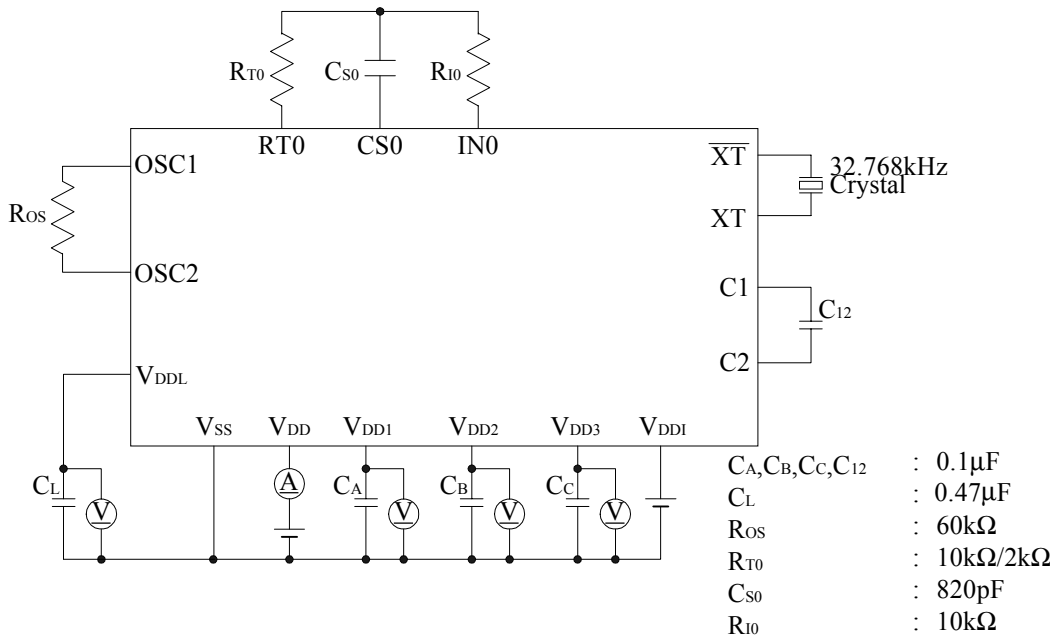 RT0 CS0 RI0
RT0 CS0 IN0
OSC1
OSC2
ROS
VDDL
XT
XT
32.768kHz
Crystal
C1
C2
C12
VSS VDD VDD1 VDD2 VDD3 VDDI
CL V A CA V CB V CC V
CA,CB,CC,C12 : 0.1µF
CL : 0.47µF
ROS : 60kΩ
RT0 : 10kΩ/2kΩ
CS0 : 820pF
RI0 : 10kΩ